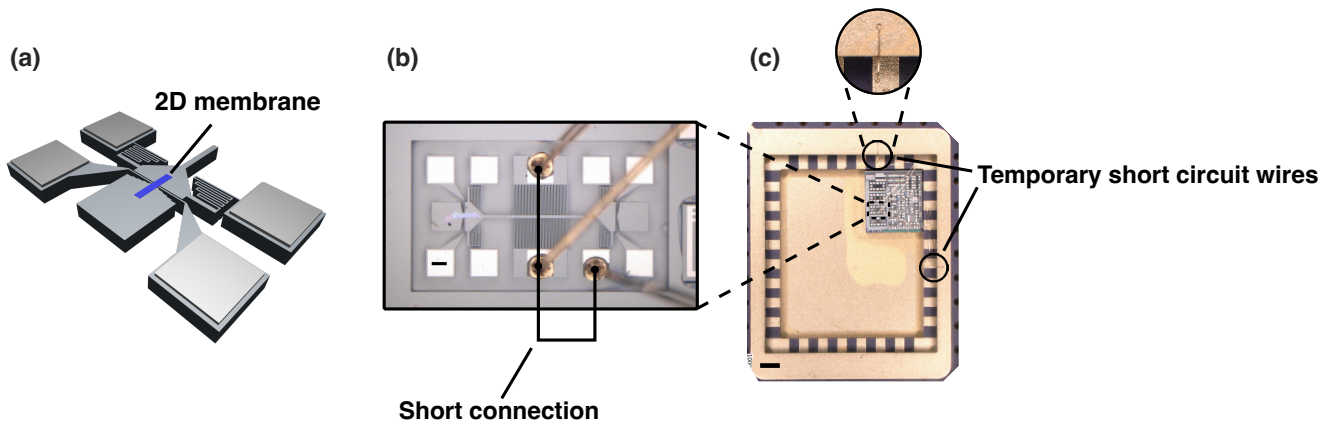 (a)
2D membrane
(b)
Short connection
(c)
Temporary short circuit wires